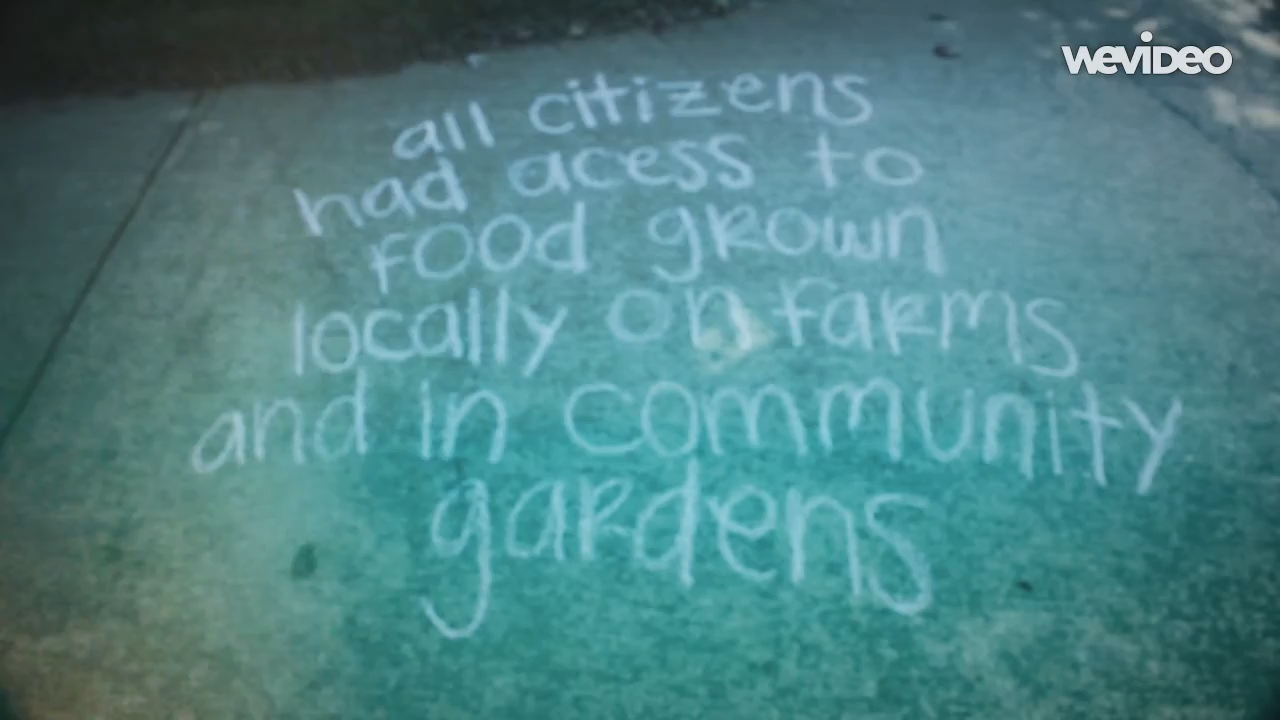 WEVIDEO
all citizens
had acess to
food grown
locally on farms
and in community
gardens